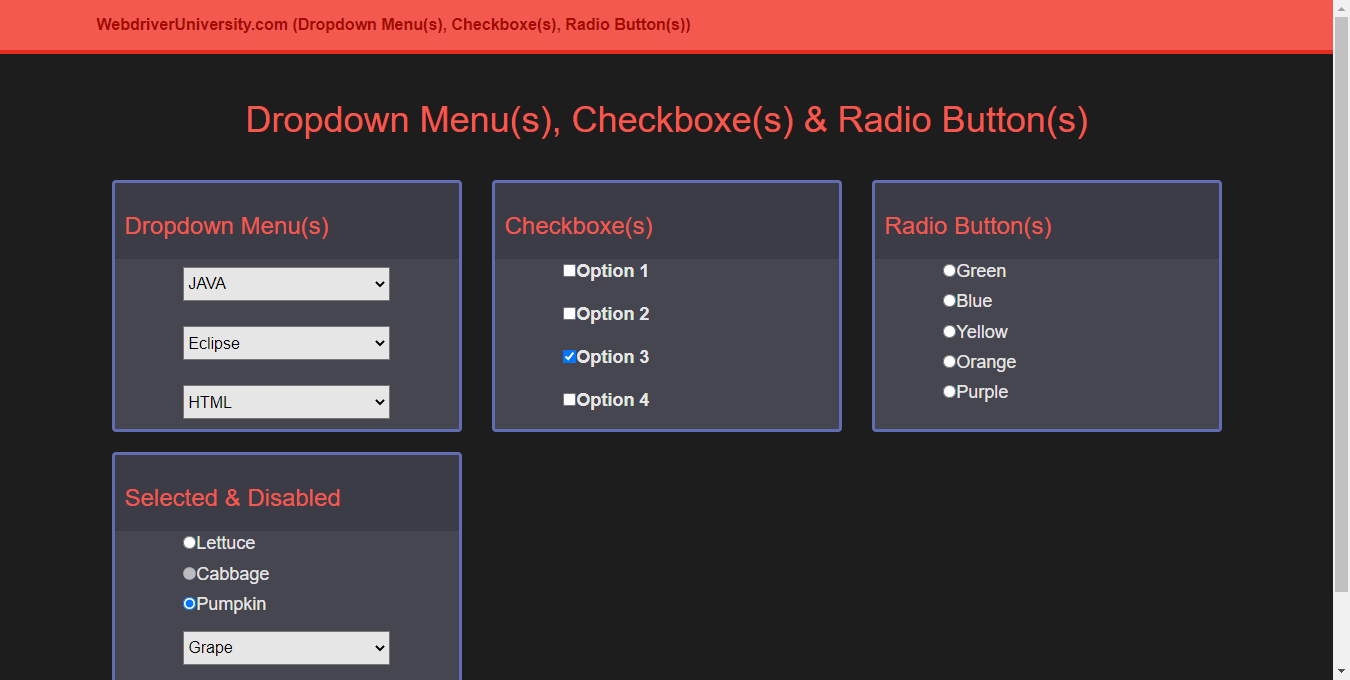 WebdriverUniversity.com (Dropdown Menu(s), Checkboxe(s), Radio Button(s))
Dropdown Menu(s), Checkboxe(s) & Radio Button(s)
Dropdown Menu(s)
JAVA
Eclipse
HTML
Checkboxe(s)
Option 1
Option 2
Option 3
Option 4
Radio Button(s)
Green
Blue
Yellow
Orange
Purple
Selected & Disabled
Lettuce
Cabbage
Pumpkin
Grape